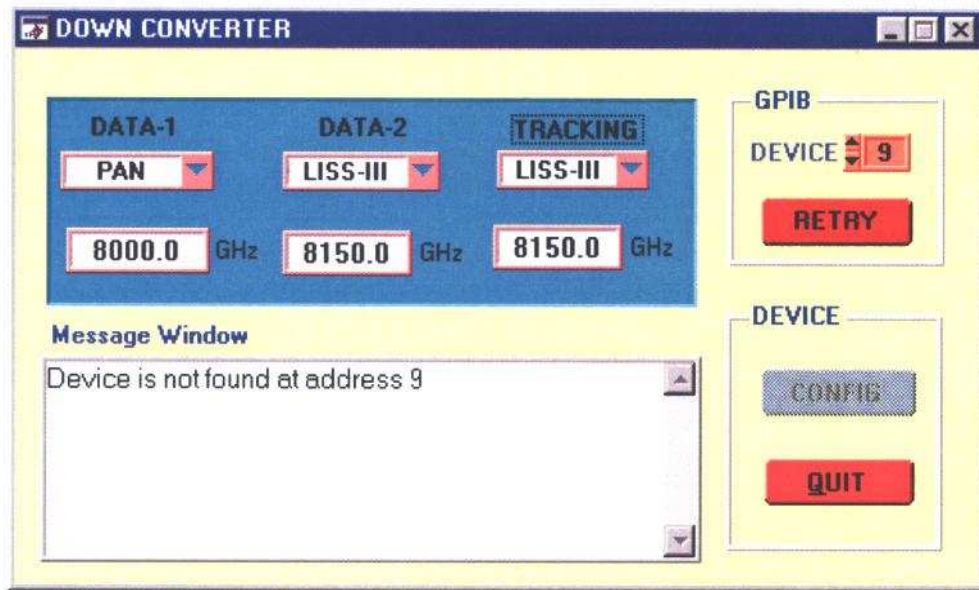 DOWN CONVERTER
DATA-1 DATA-2 TRACKING
PAN LISS-III LISS-III
8000.0 GHz 8150.0 GHz 8150.0 GHz
GPIB
DEVICE 9
RETRY
Message Window
Device is not found at address 9
DEVICE
CONFIG
QUIT